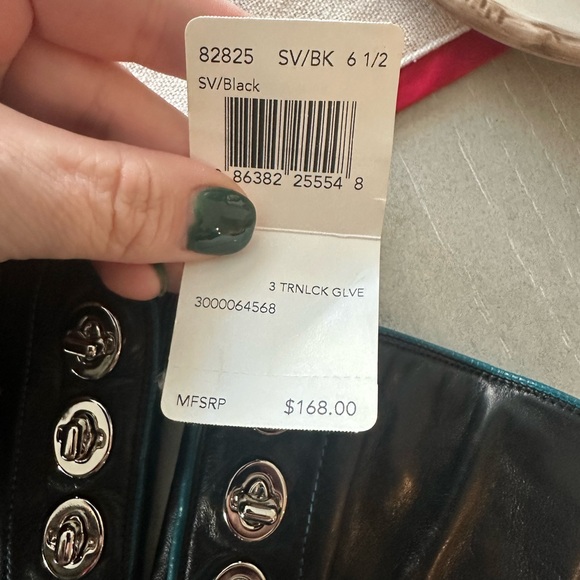 82825 SV/BK 6 1/2
SV/Black
86382 25554 8
3 TRNLCK GLVE
3000064568
MFSRP $168.00